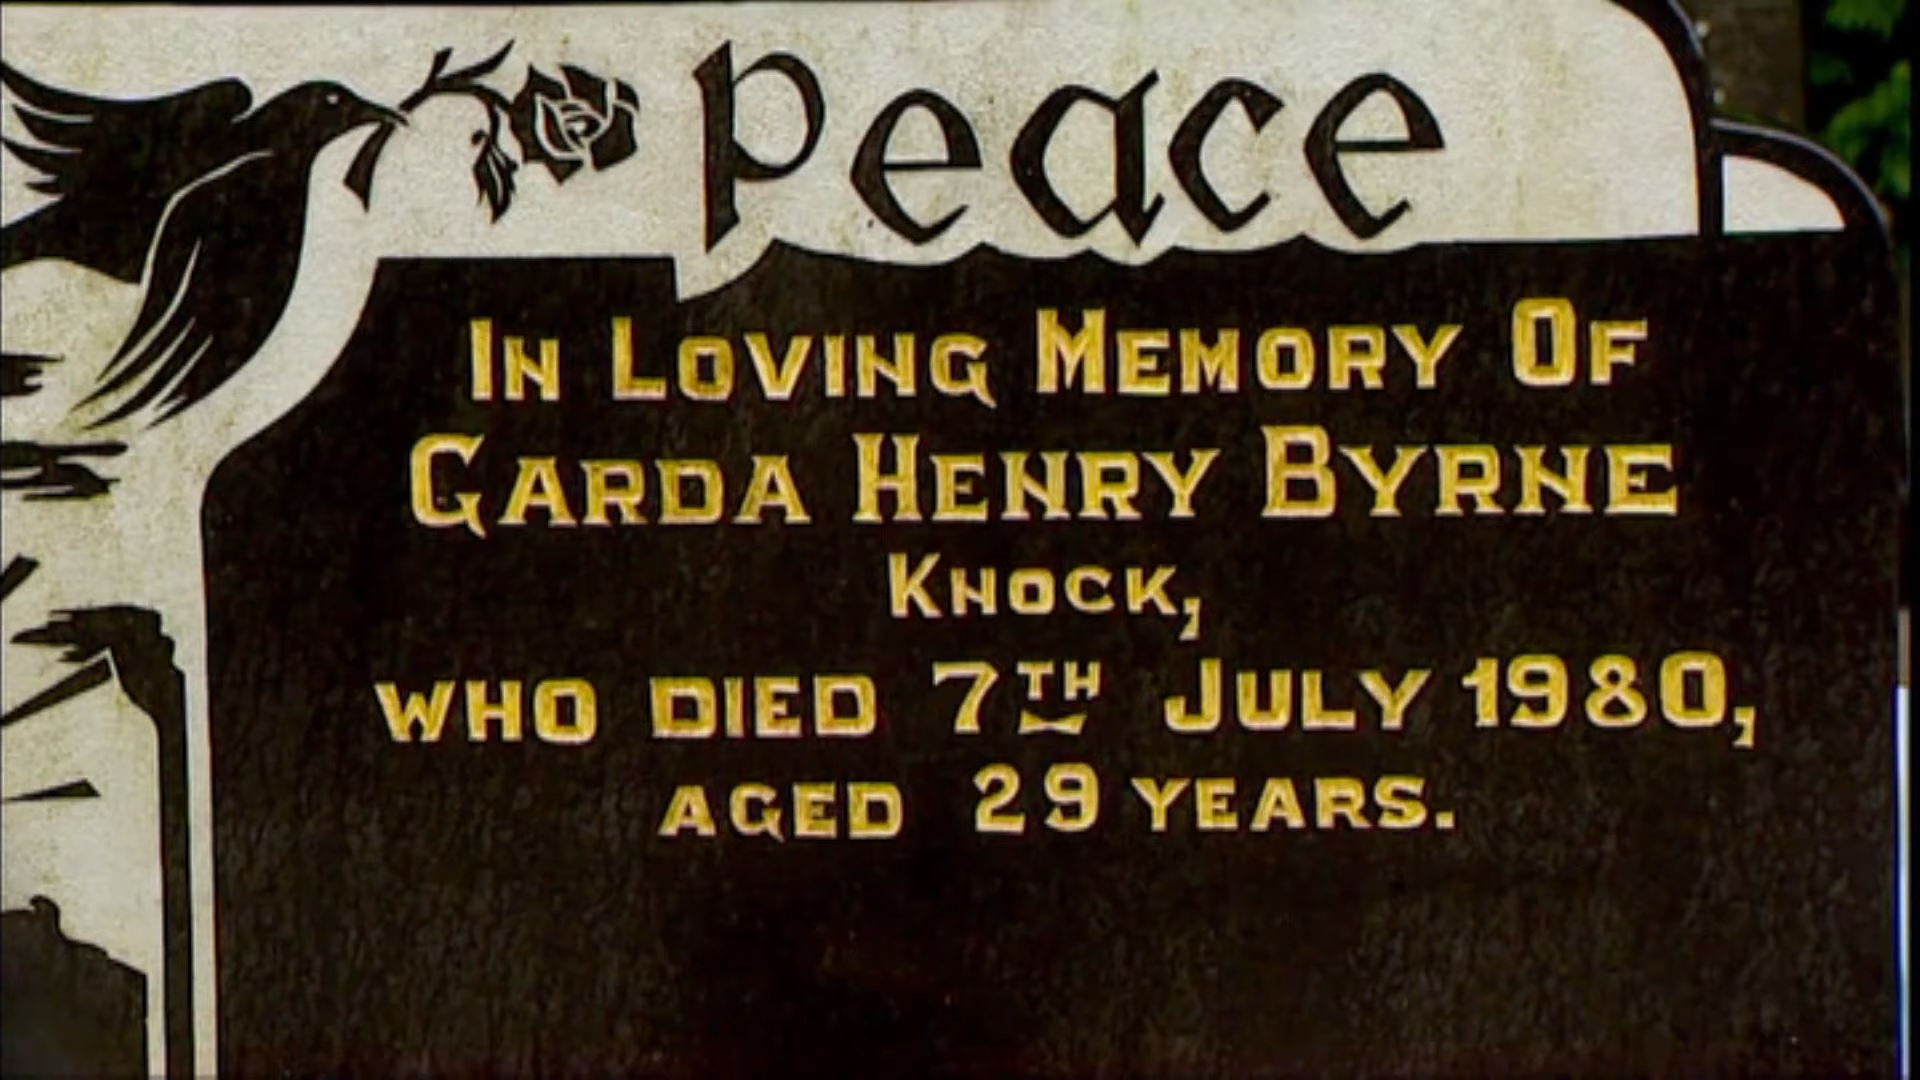 peace
In Loving Memory Of
Garda Henry Byrne
Knock,
who died 7th July 1980,
aged 29 years.